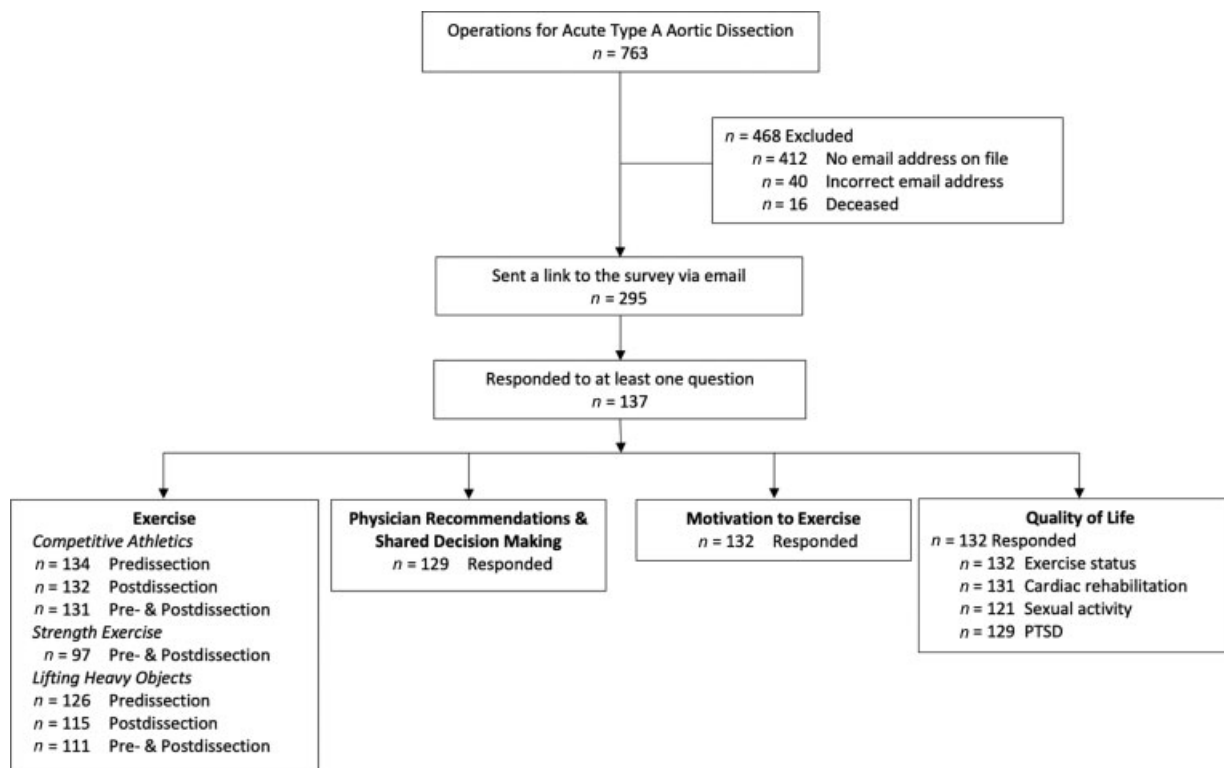 Operations for Acute Type A Aortic Dissection
n = 763
n = 468 Excluded
n = 412 No email address on file
n = 40 Incorrect email address
n = 16 Deceased
Sent a link to the survey via email
n = 295
Responded to at least one question
n = 137
Exercise
Competitive Athletics
n = 134 Predissection
n = 132 Postdissection
n = 131 Pre- & Postdissection
Strength Exercise
n = 97 Pre- & Postdissection
Lifting Heavy Objects
n = 126 Predissection
n = 115 Postdissection
n = 111 Pre- & Postdissection
Physician Recommendations &
Shared Decision Making
n = 129 Responded
Motivation to Exercise
n = 132 Responded
Quality of Life
n = 132 Responded
n = 132 Exercise status
n = 131 Cardiac rehabilitation
n = 121 Sexual activity
n = 129 PTSD